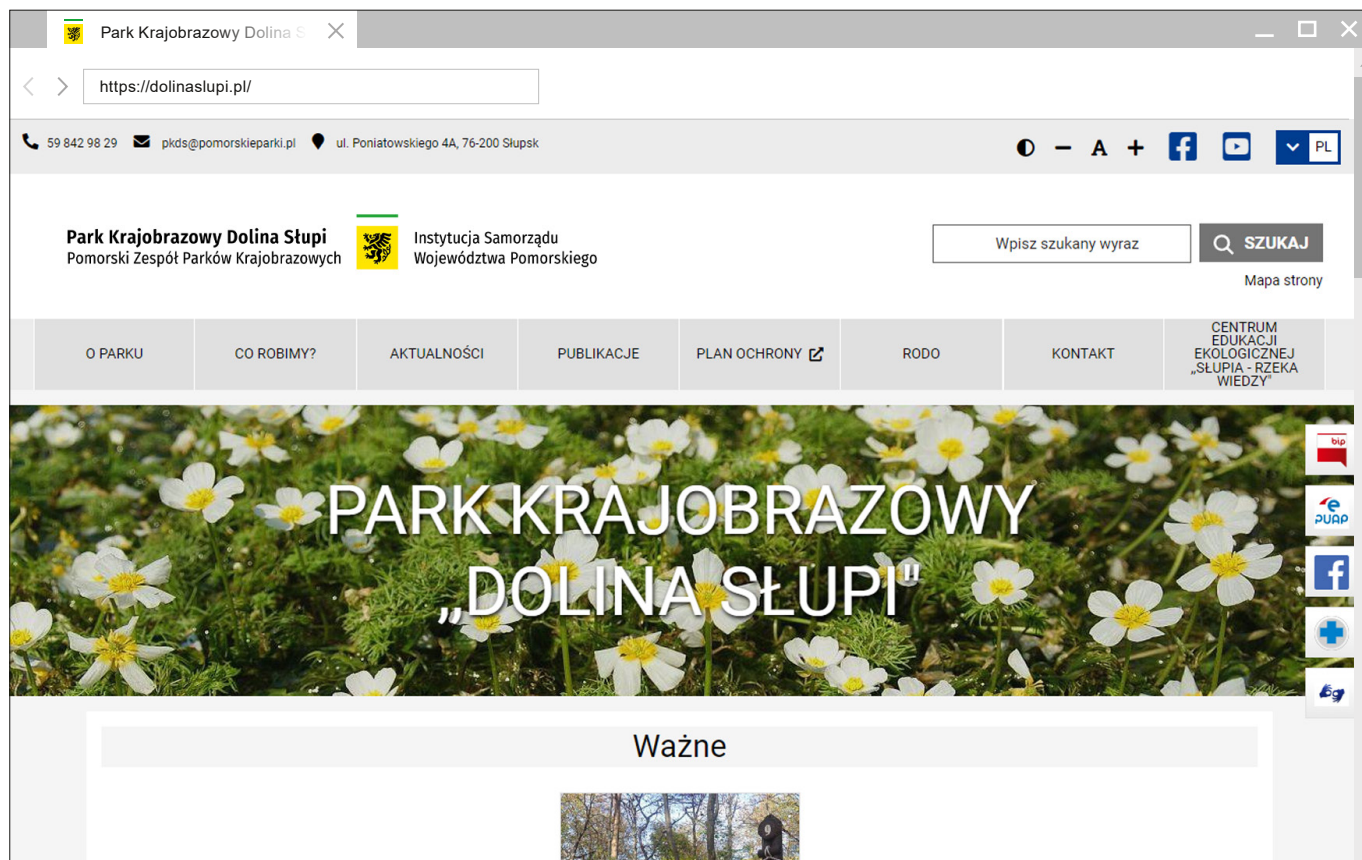 Park Krajobrazowy Dolina S
https://dolinaslupi.pl/
59 842 98 29 pkds@pomorskieparki.pl ul. Poniatowskiego 4A, 76-200 Słupsk
A
PL
Park Krajobrazowy Dolina Słupi
Pomorski Zespół Parków Krajobrazowych
Instytucja Samorządu
Województwa Pomorskiego
Wpisz szukany wyraz
SZUKAJ
Mapa strony
O PARKU
CO ROBIMY?
AKTUALNOŚCI
PUBLIKACJE
PLAN OCHRONY
RODO
KONTAKT
CENTRUM
EDUKACJI
EKOLOGICZNEJ
„SŁUPIA - RZEKA
WIEDZY"
bip
e
PUAP
PARK KRAJOBRAZOWY
„DOLINA SŁUPI"
Ważne